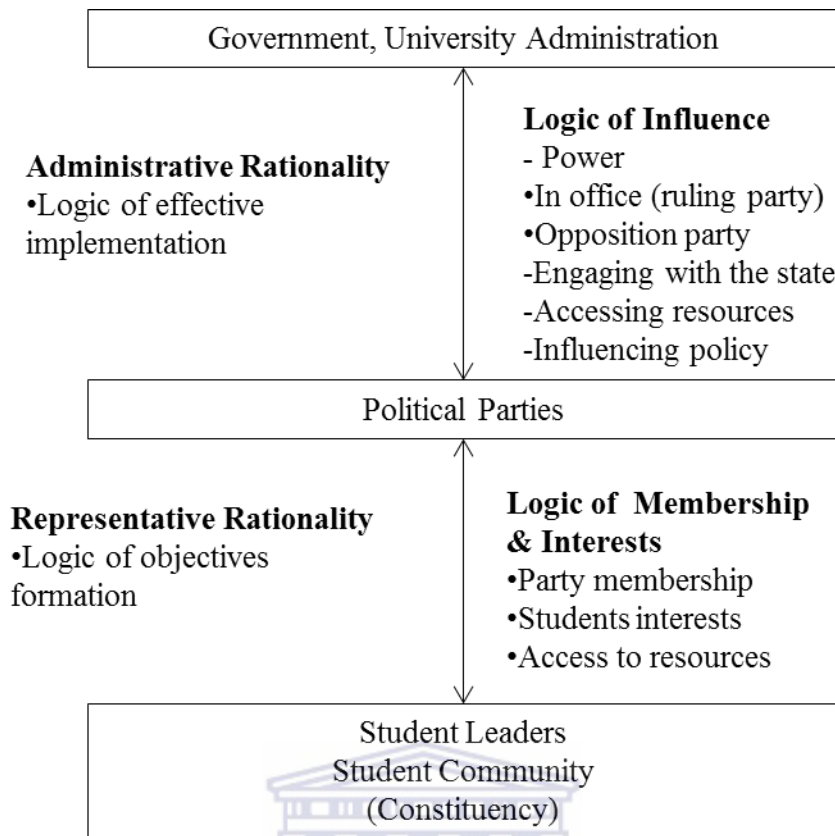 Government, University Administration
Administrative Rationality
•Logic of effective
implementation
Logic of Influence
- Power
•In office (ruling party)
•Opposition party
-Engaging with the state
-Accessing resources
-Influencing policy
Political Parties
Representative Rationality
•Logic of objectives
formation
Logic of Membership
& Interests
•Party membership
•Students interests
•Access to resources
Student Leaders
Student Community
(Constituency)